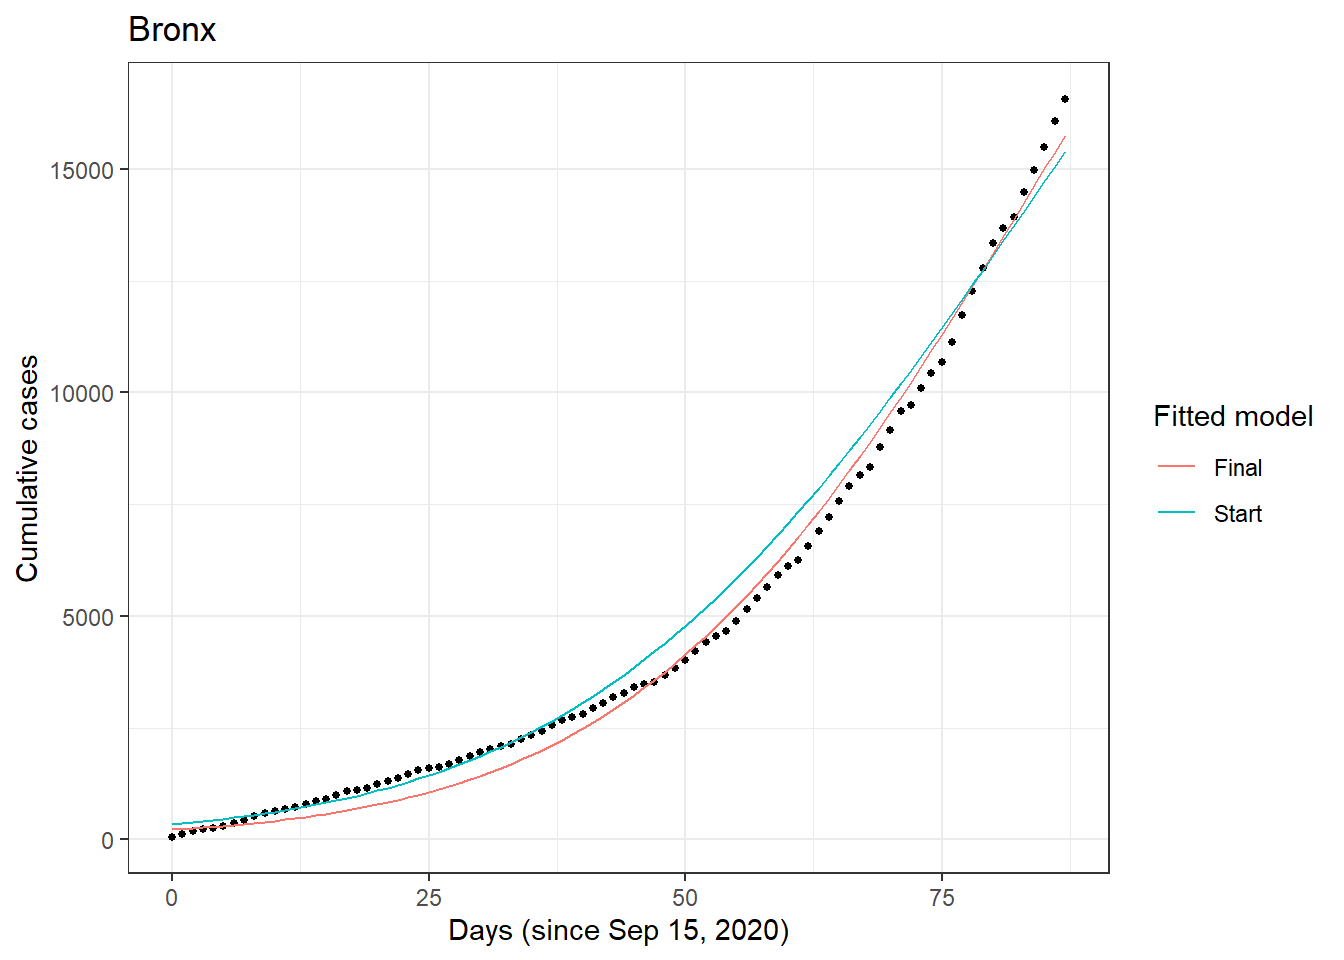 Bronx
15000
10000
5000
0
0 25 50 75
Cumulative cases
Days (since Sep 15, 2020)
Fitted model
Final
Start